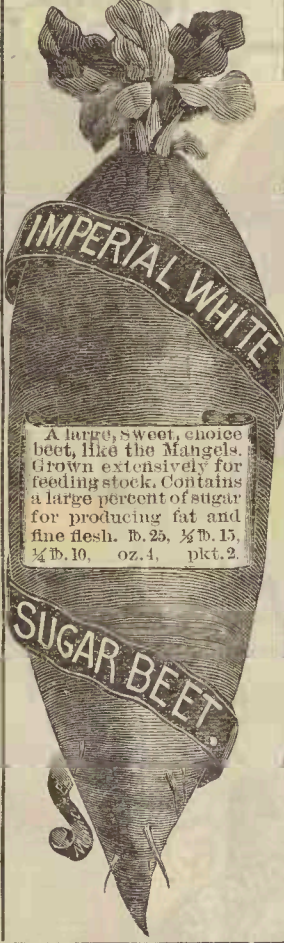 IMPERIAL WHITE
A large, sweet, choice
beet, like the Mangels.
Grown extensively for
feeding stock. Contains
a large percent of sugar
for producing fat and
fine flesh. lb. 25, ½ lb. 15,
¼ lb. 10, oz. 4, pkt. 2.
SUGAR BEET.